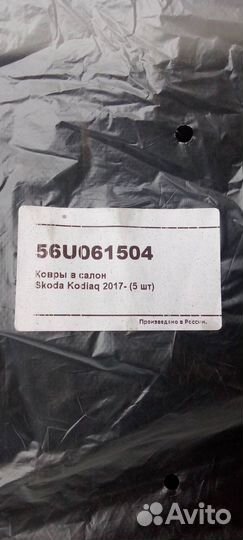 56U061504
Ковры в салон
Skoda Kodiaq 2017- (5 шт)
Произведено в России.
Avito